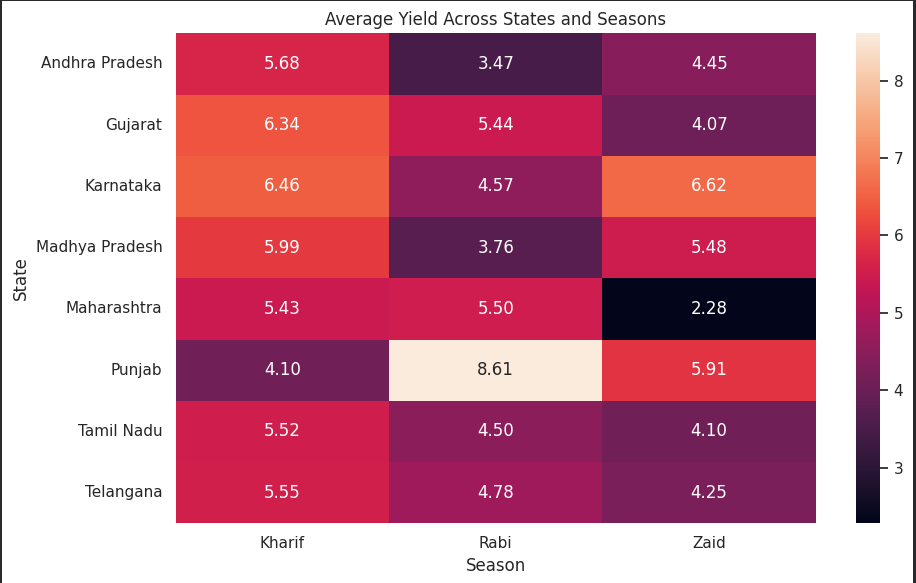 Average Yield Across States and Seasons
Andhra Pradesh 5.68 3.47 4.45
Gujarat 6.34 5.44 4.07
Karnataka 6.46 4.57 6.62
Madhya Pradesh 5.99 3.76 5.48
Maharashtra 5.43 5.50 2.28
Punjab 4.10 8.61 5.91
Tamil Nadu 5.52 4.50 4.10
Telangana 5.55 4.78 4.25
State
Kharif Rabi Zaid
Season
8
7
6
5
4
3